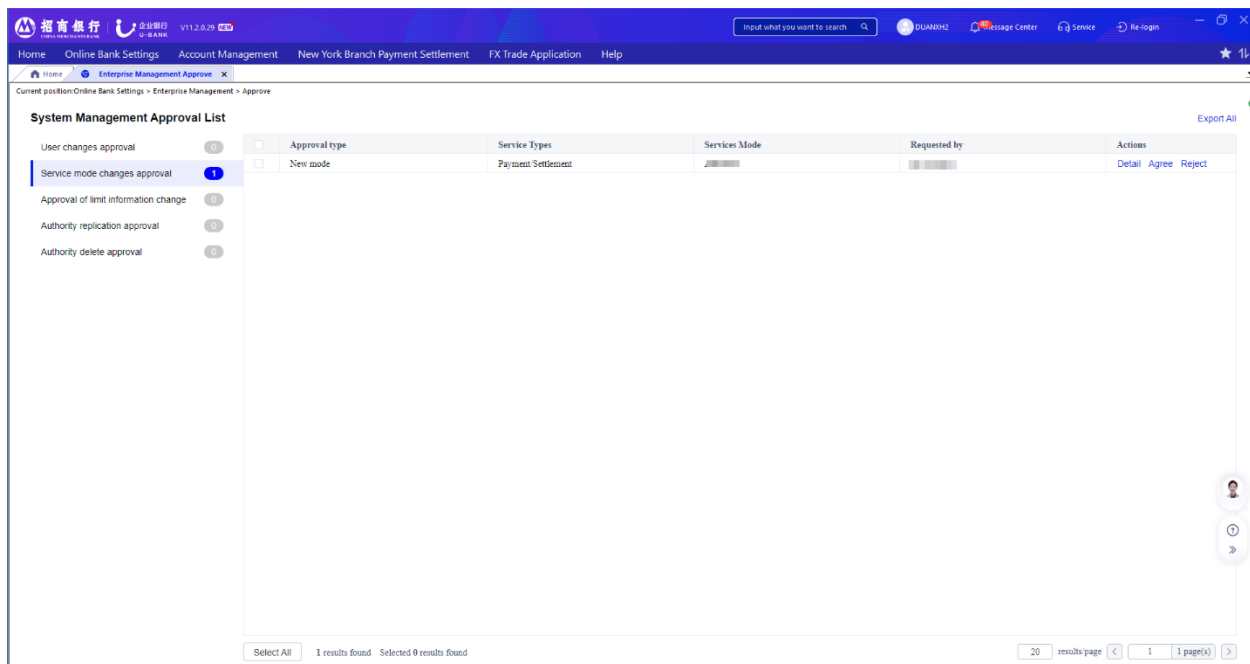 招商银行 企业银行 V11.2.0.29 NEW Input what you want to search DUANXH2 40 Message Center Service Re-login
CHINA MERCHANTS BANK U-BANK
Home Online Bank Settings Account Management New York Branch Payment Settlement FX Trade Application Help
Home Enterprise Management Approve X
Current position:Online Bank Settings > Enterprise Management > Approve
System Management Approval List Export All
User changes approval 0 Approval type Service Types Services Mode Requested by Actions
Service mode changes approval 1 New mode Payment/Settlement Detail Agree Reject
Approval of limit information change 0
Authority replication approval 0
Authority delete approval 0
Select All 1 results found Selected 0 results found 20 results/page < 1 1 page(s) >